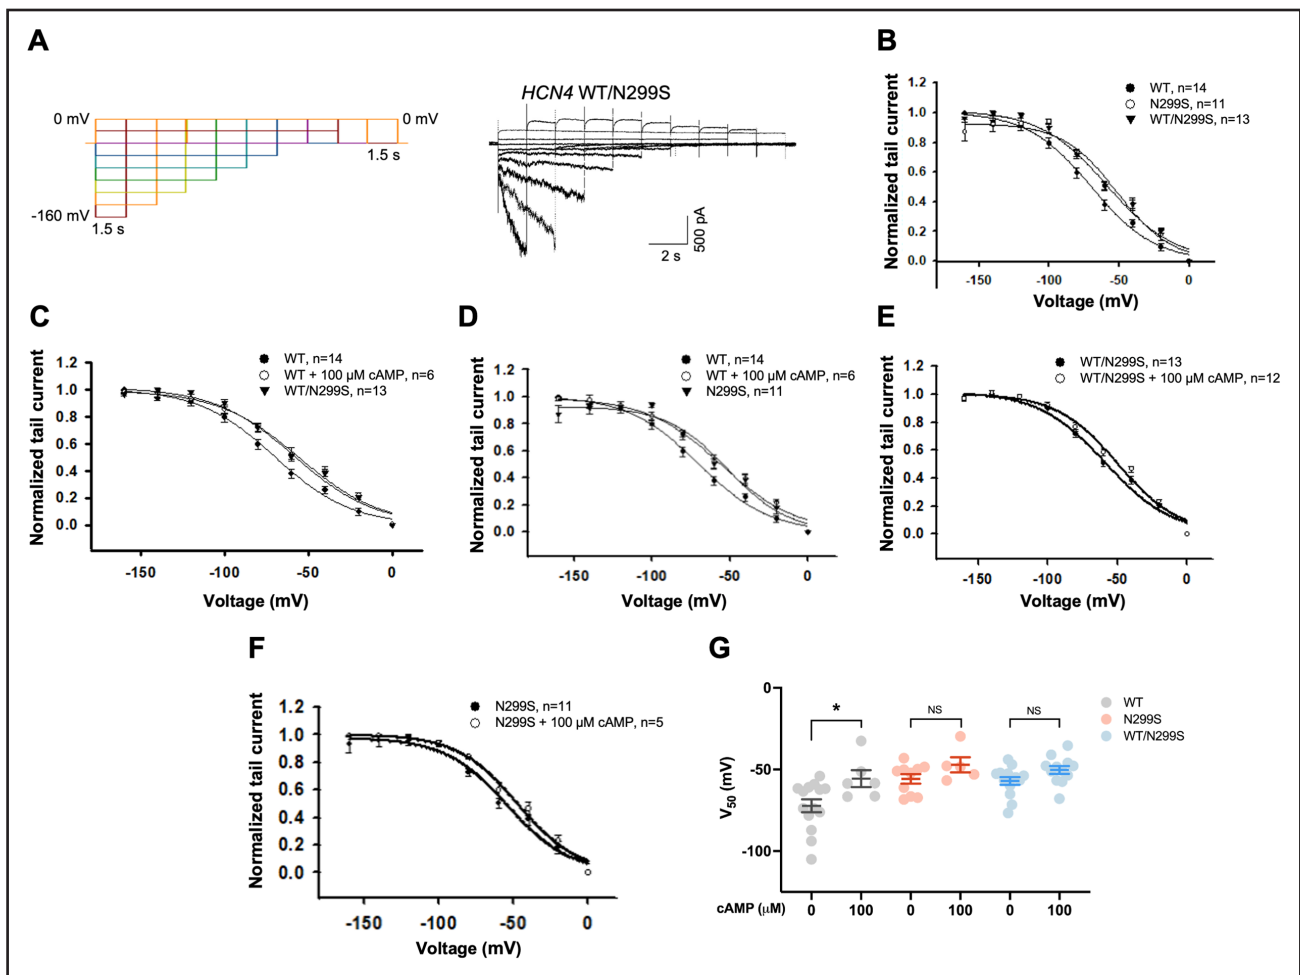 A
0 mV
0 mV
1.5 s
-160 mV
1.5 s
HCN4 WT/N299S
500 pA
2 s
B
WT, n=14
N299S, n=11
WT/N299S, n=13
Normalized tail current
1.2
1.0
0.8
0.6
0.4
0.2
0.0
-150
-100
-50
0
Voltage (mV)
C
WT, n=14
WT + 100 µM cAMP, n=6
WT/N299S, n=13
Normalized tail current
1.2
1.0
0.8
0.6
0.4
0.2
0.0
-150
-100
-50
0
Voltage (mV)
D
WT, n=14
WT + 100 µM cAMP, n=6
N299S, n=11
Normalized tail current
1.2
1.0
0.8
0.6
0.4
0.2
0.0
-150
-100
-50
0
Voltage (mV)
E
WT/N299S, n=13
WT/N299S + 100 µM cAMP, n=12
Normalized tail current
1.2
1.0
0.8
0.6
0.4
0.2
0.0
-150
-100
-50
0
Voltage (mV)
F
N299S, n=11
N299S + 100 µM cAMP, n=5
Normalized tail current
1.2
1.0
0.8
0.6
0.4
0.2
0.0
-150
-100
-50
0
Voltage (mV)
G
WT
N299S
WT/N299S
*
NS
NS
V50 (mV)
0
-50
-100
cAMP (µM)
0
100
0
100
0
100